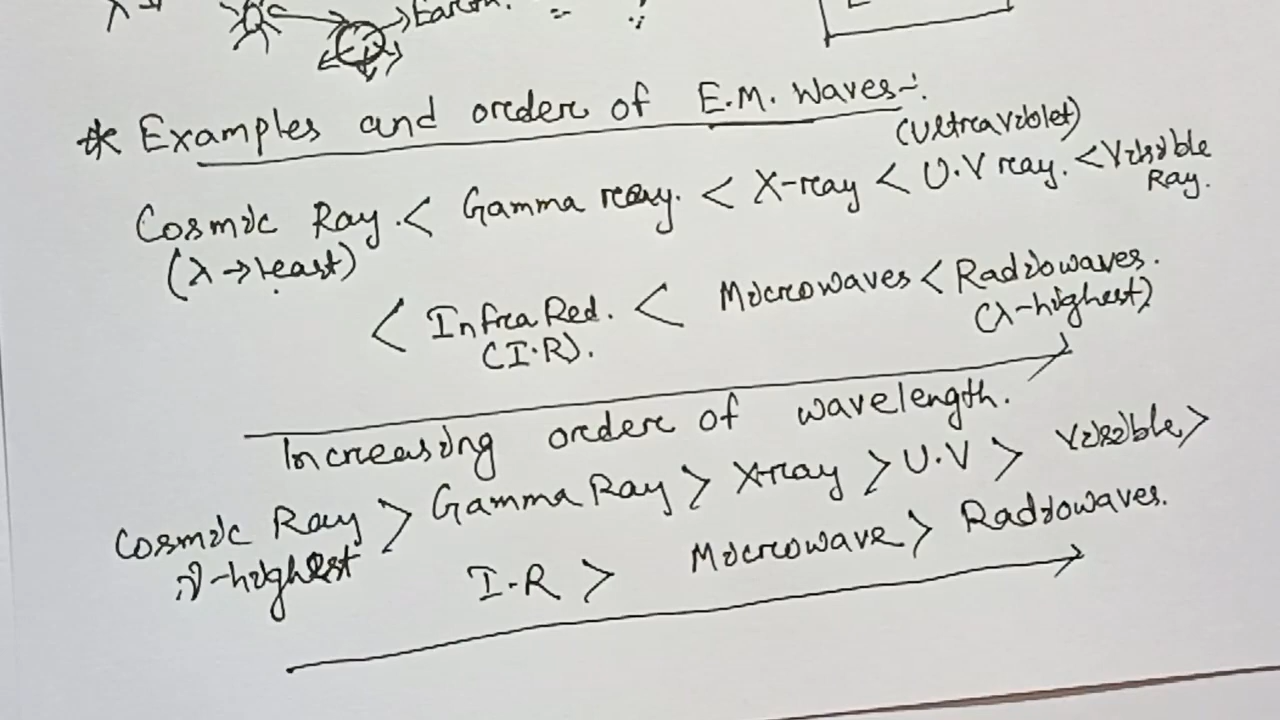 Earth.
* Examples and order of E.M. Waves-:
(Ultraviolet)
Cosmic Ray. < Gamma ray. < X-ray < U.V ray. < Visible
Ray.
(λ → least)
< Infra Red. < Microwaves < Radiowaves.
(I.R). (λ-highest)
Increasing order of wavelength.
Cosmic Ray > Gamma Ray > X-ray > U.V > Visible >
ν-highest I-R > Microwave > Radiowaves.